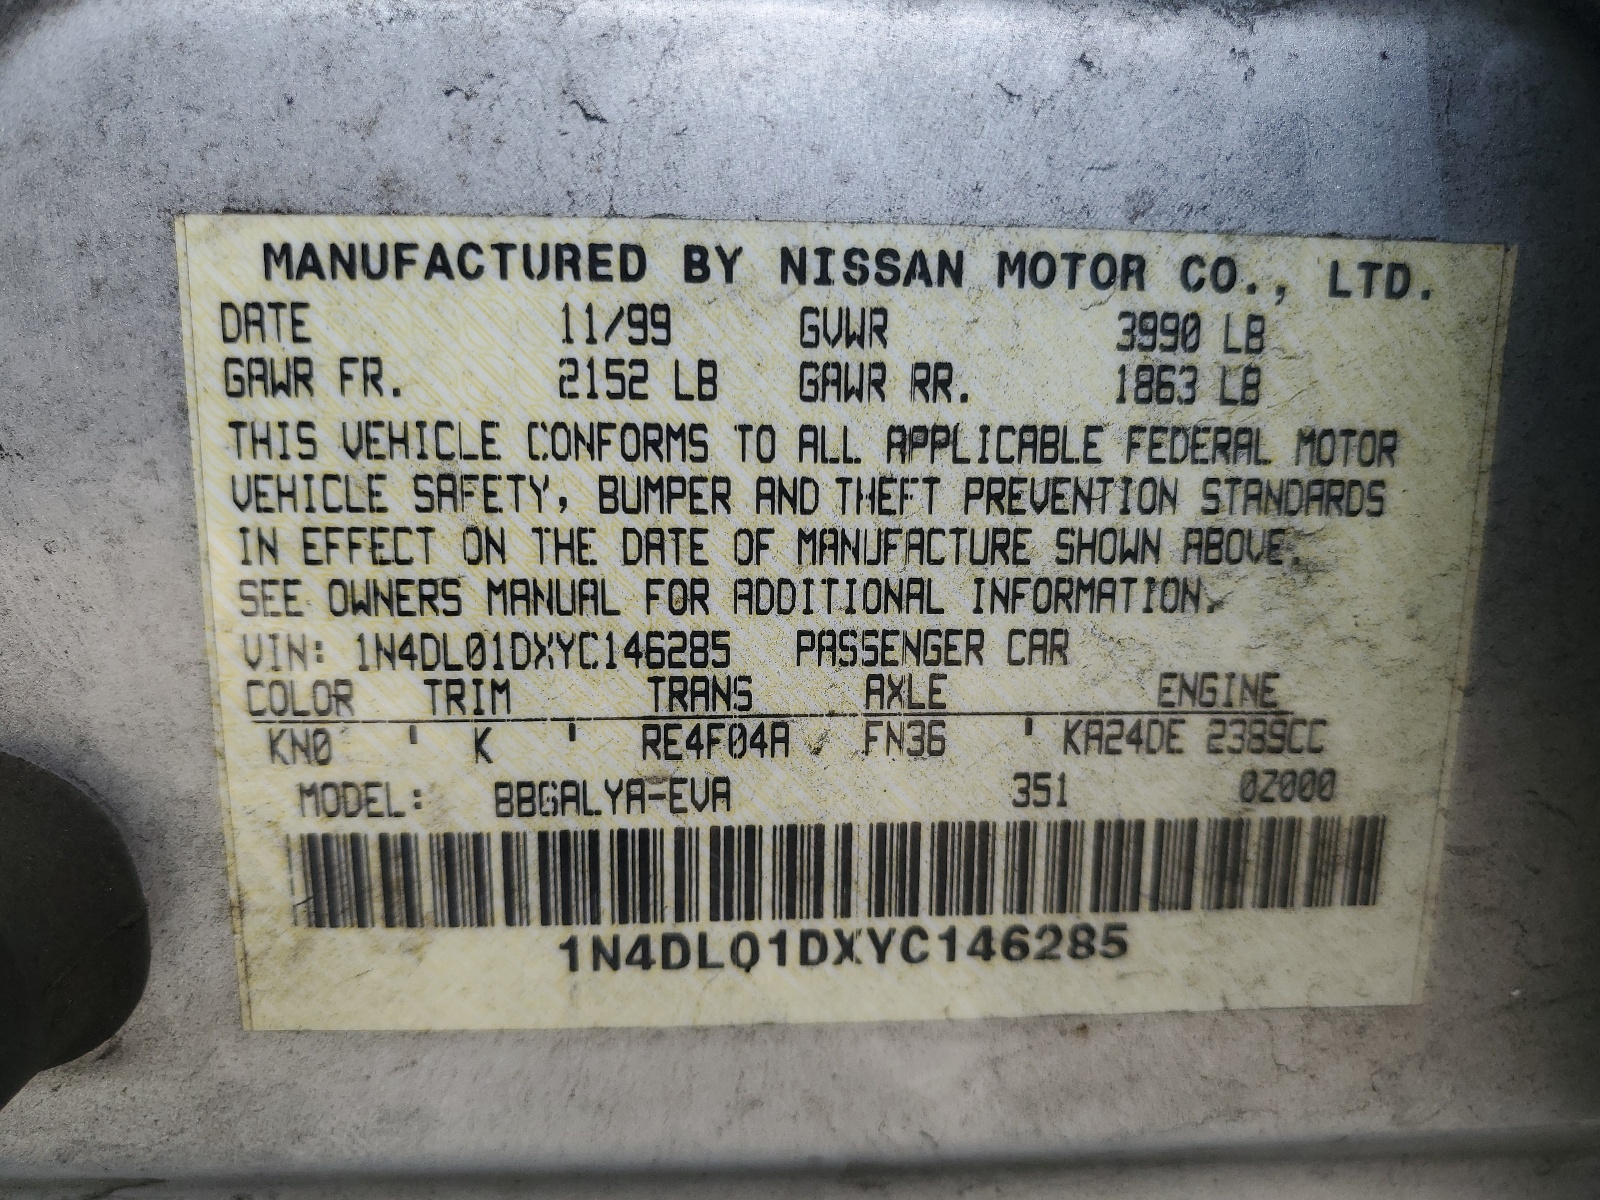 MANUFACTURED BY NISSAN MOTOR CO., LTD.
DATE 11/99 GVWR 3990 LB
GAWR FR. 2152 LB GAWR RR. 1863 LB
THIS VEHICLE CONFORMS TO ALL APPLICABLE FEDERAL MOTOR
VEHICLE SAFETY, BUMPER AND THEFT PREVENTION STANDARDS
IN EFFECT ON THE DATE OF MANUFACTURE SHOWN ABOVE.
SEE OWNERS MANUAL FOR ADDITIONAL INFORMATION.
VIN: 1N4DL01DXYC146285 PASSENGER CAR
COLOR TRIM TRANS AXLE ENGINE
KN0 ' K ' RE4F04A ' FN36 ' KA24DE 2389CC
MODEL: BBGALYA-EVA 351 0Z000
1N4DL01DXYC146285